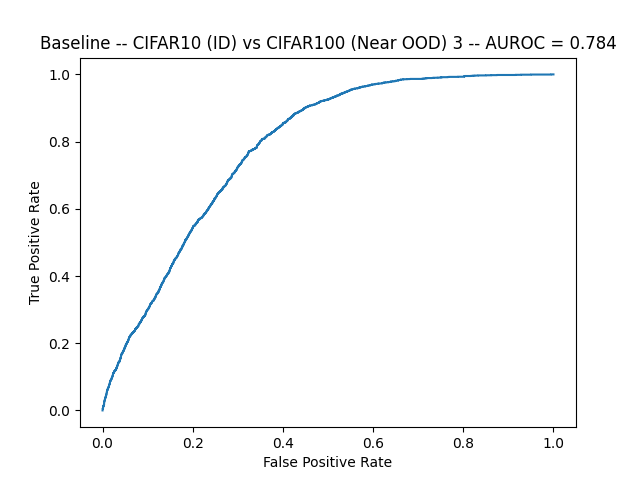 Baseline -- CIFAR10 (ID) vs CIFAR100 (Near OOD) 3 -- AUROC = 0.784
1.0
0.8
0.6
0.4
0.2
0.0
True Positive Rate
0.0 0.2 0.4 0.6 0.8 1.0
False Positive Rate